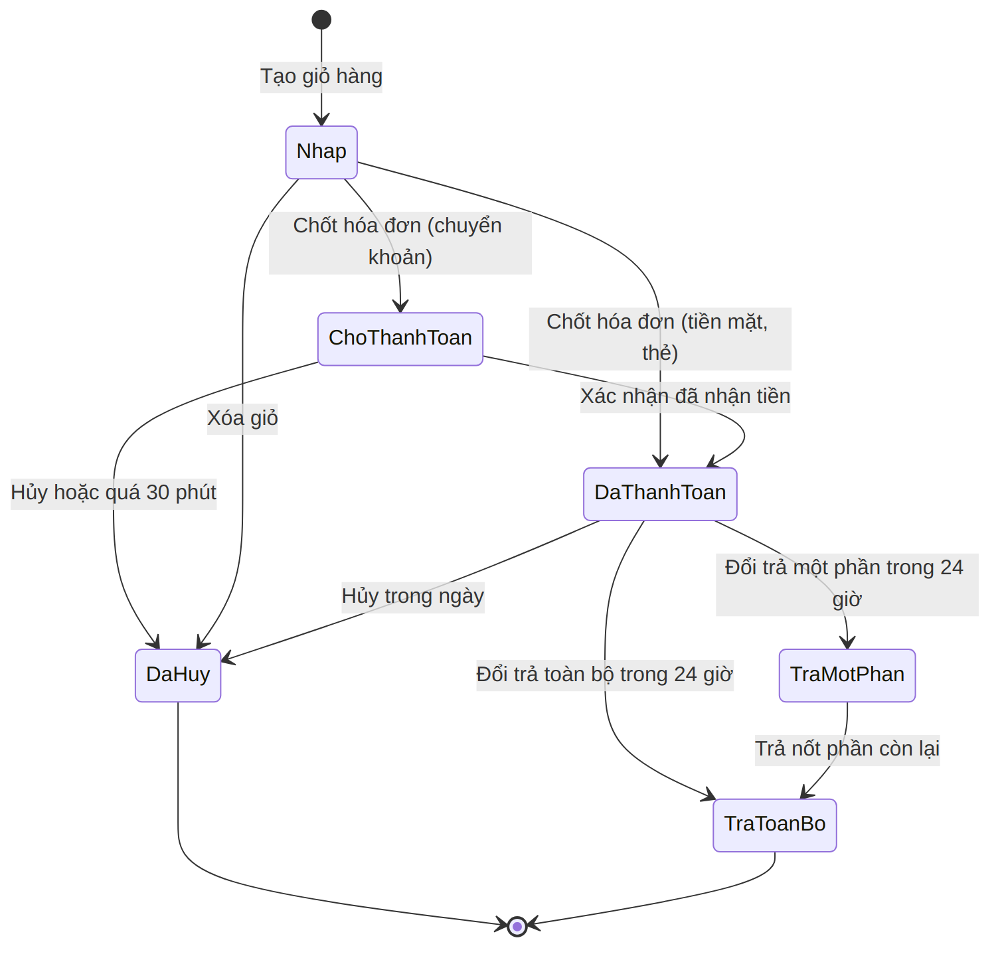 Tạo giỏ hàng
Nhap
Chốt hóa đơn (chuyển
khoản)
Chốt hóa đơn (tiền mặt,
thẻ)
ChoThanhToan
Xác nhận đã nhận tiền
Xóa giỏ
Hủy hoặc quá 30 phút
DaThanhToan
Đổi trả một phần trong 24
giờ
Hủy trong ngày
Đổi trả toàn bộ trong 24 giờ
DaHuy
TraMotPhan
Trả nốt phần còn lại
TraToanBo